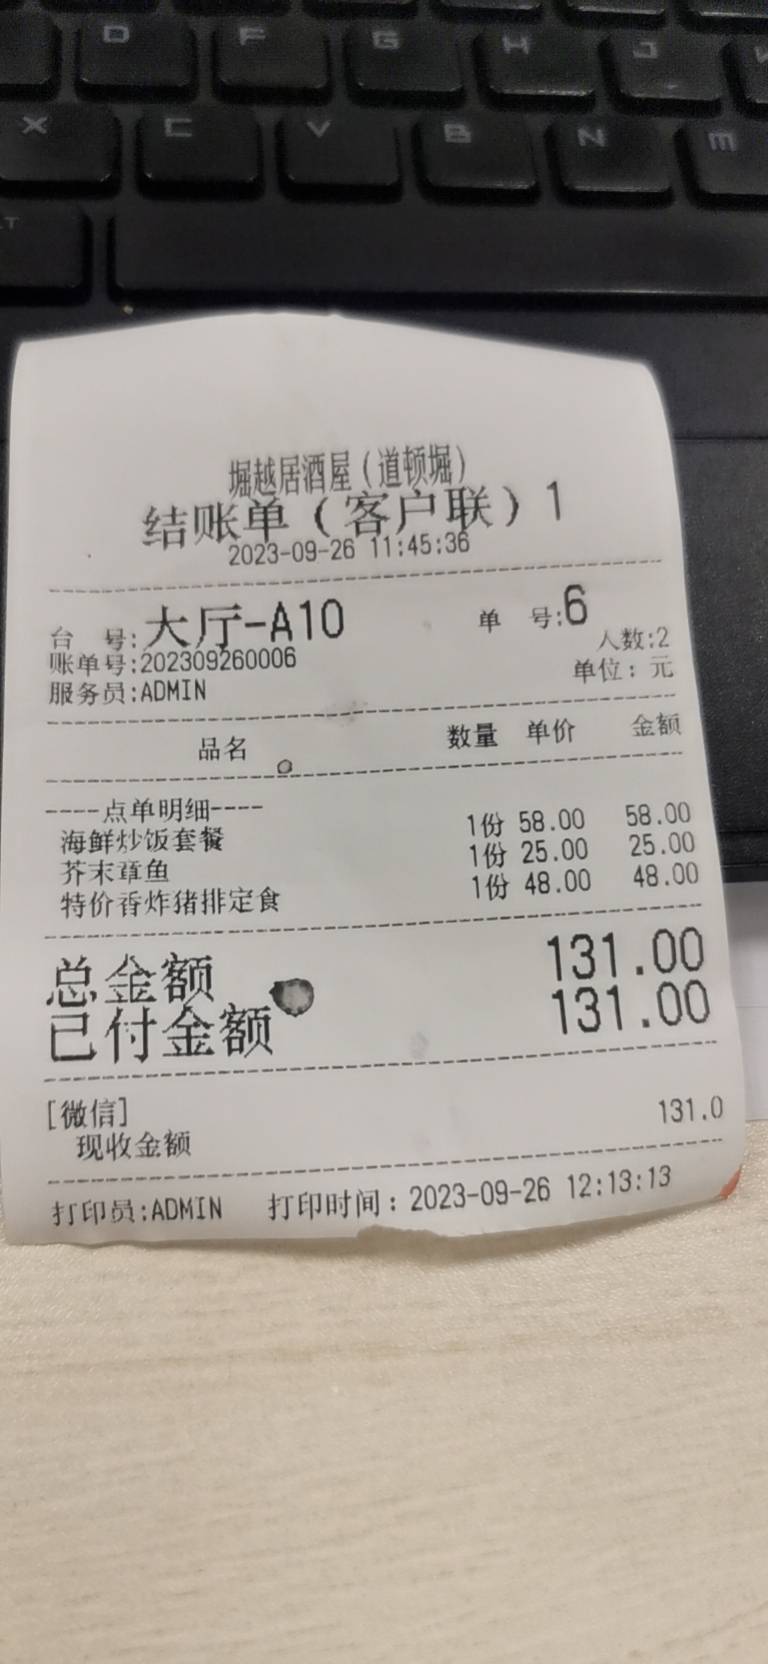 D F G H J
X C V B N M
堀越居酒屋（道顿堀）
结账单（客户联）1
2023-09-26 11:45:36
台 号:大厅-A10 单 号:6
人数:2
账单号:202309260006
单位：元
服务员:ADMIN
品名 数量 单价 金额
----点单明细----
海鲜炒饭套餐 1份 58.00 58.00
芥末章鱼 1份 25.00 25.00
特价香炸猪排定食 1份 48.00 48.00
总金额 131.00
已付金额 131.00
[微信] 131.0
现收金额
打印员:ADMIN 打印时间：2023-09-26 12:13:13